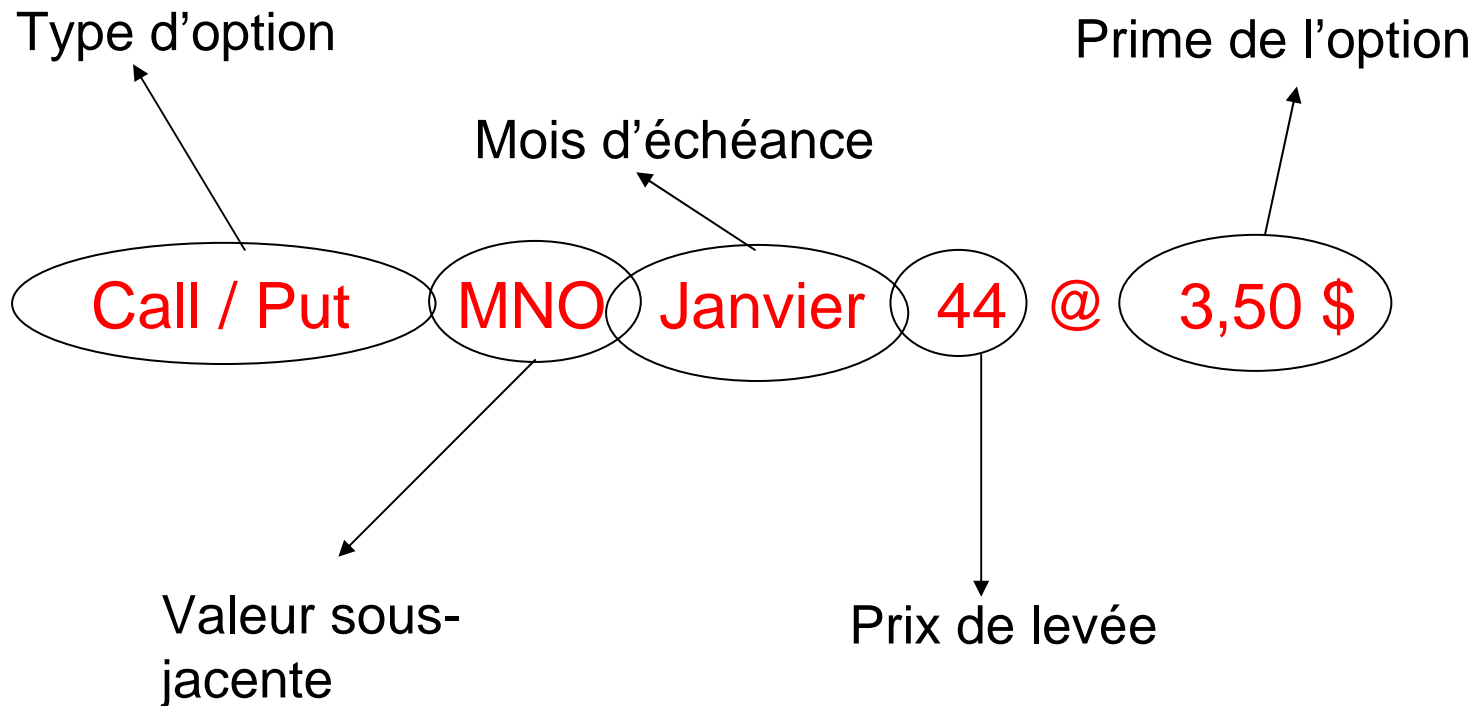 Type d’option
Prime de l’option
Mois d’échéance
Call / Put MNO Janvier 44 @ 3,50 $
Valeur sous-
jacente
Prix de levée